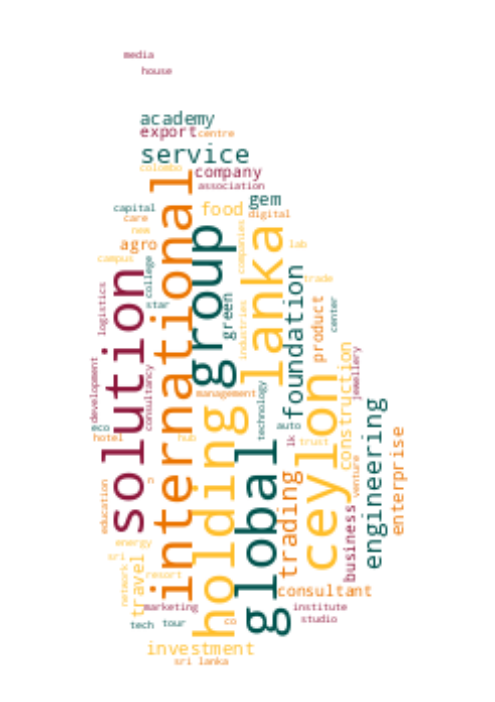 media
house
academy
export
centre
service
colombo
company
association
international
capital
gem
food
digital
care
new
agro
group
lanka
companies
lab
campus
college
solution
green
foundation
trade
logistics
star
product
center
industries
construction
jewellery
development
consultancy
management
technology
ceylon
holding
global
engineering
eco
hotel
hub
auto
lk
trust
enterprise
venture
education
p
trading
business
energy
sri
travel
network
resort
consultant
marketing
institute
tech
tour
co
studio
investment
sri lanka